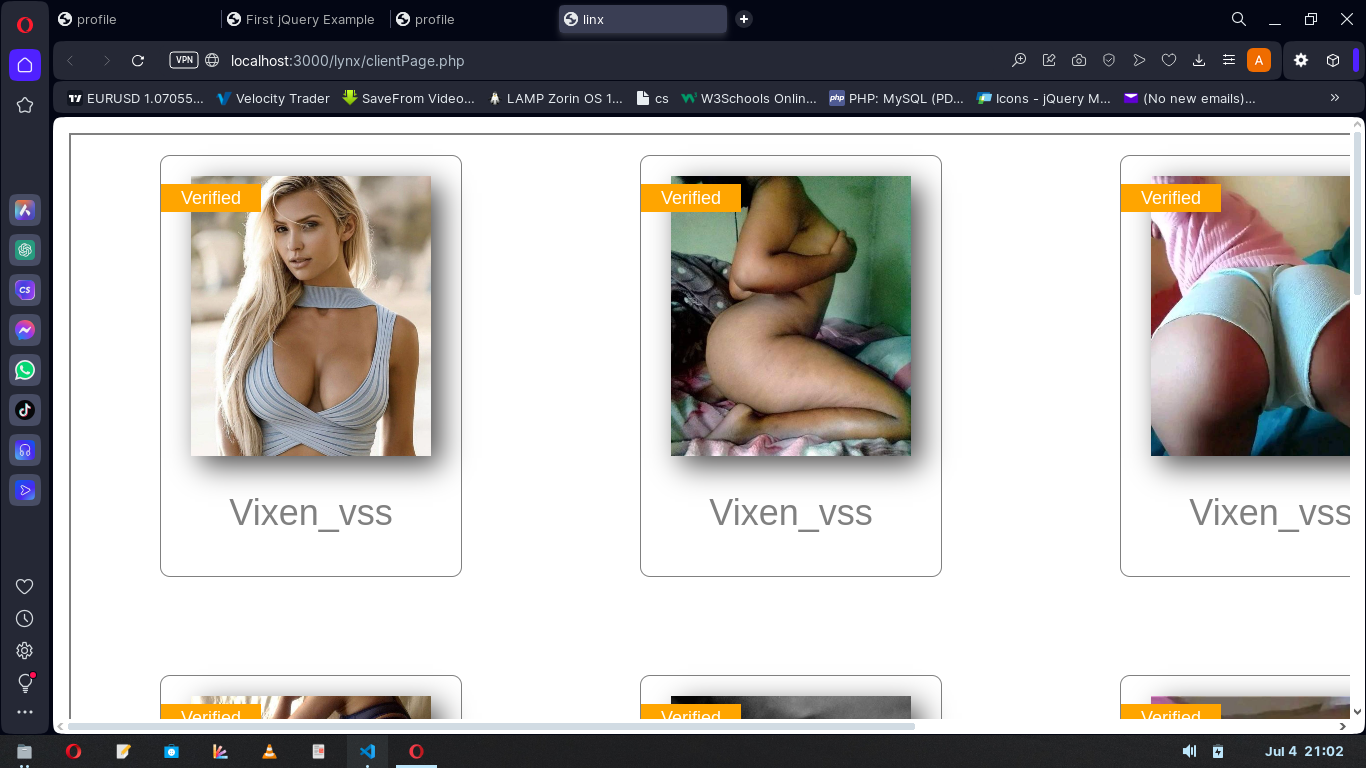 profile
First jQuery Example
profile
linx
VPN
localhost:3000/lynx/clientPage.php
A
EURUSD 1.07055...
Velocity Trader
SaveFrom Video...
LAMP Zorin OS 1...
cs
W3Schools Onlin...
php
PHP: MySQL (PD...
Icons - jQuery M...
(No new emails)...
CS
Verified
Verified
Verified
Vixen_vss
Vixen_vss
Vixen_vss
Verified
Verified
Verified
Jul 4 21:02